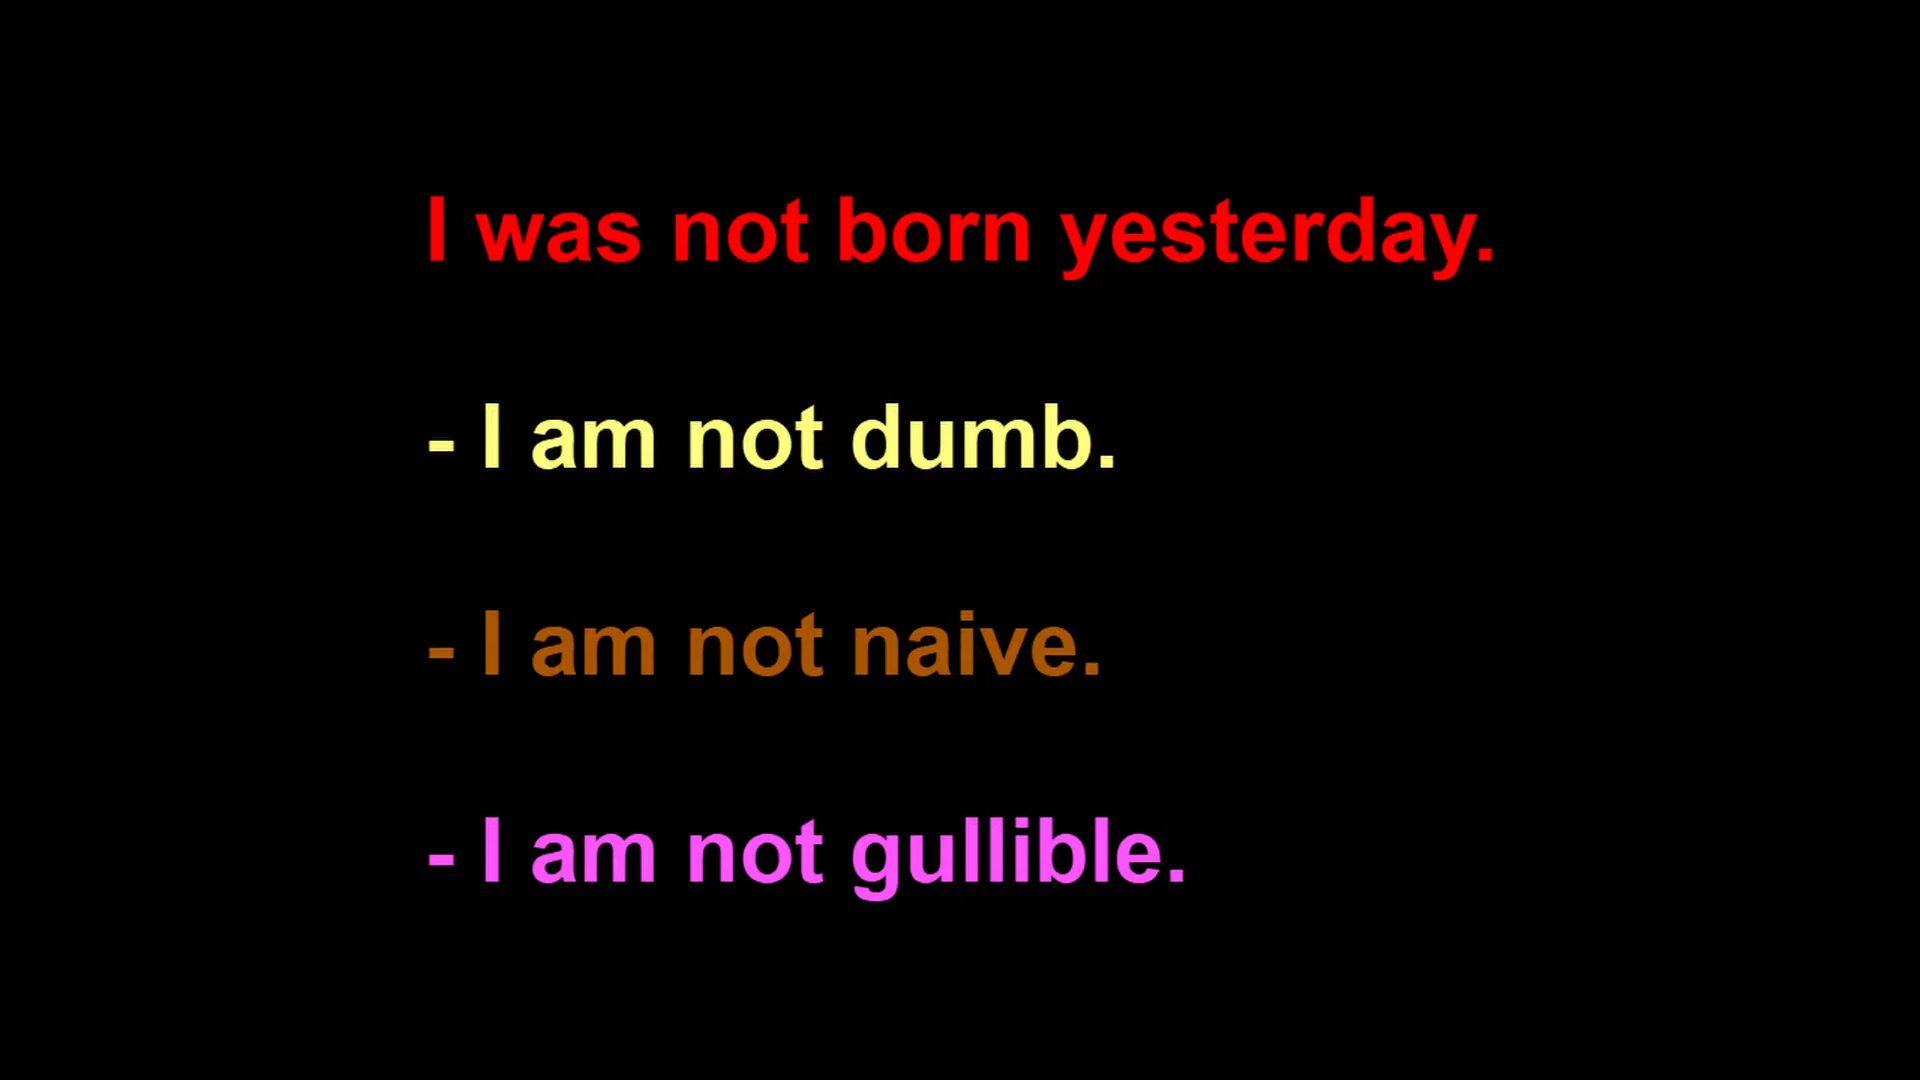 I was not born yesterday.
- I am not dumb.
- I am not naive.
- I am not gullible.